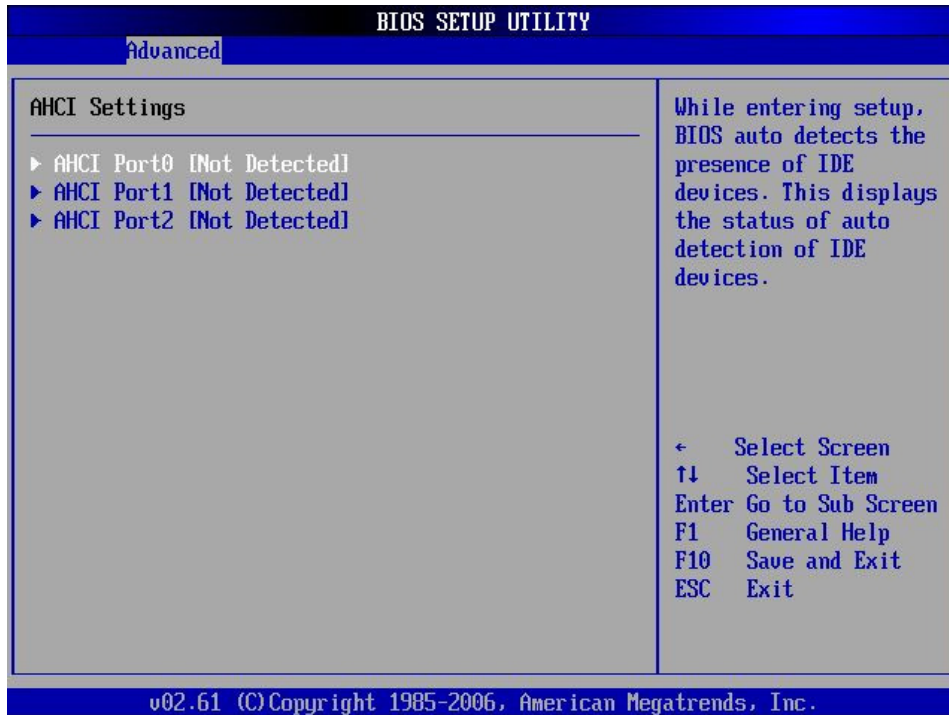 BIOS SETUP UTILITY
Advanced
AHCI Settings
▶ AHCI Port0 [Not Detected]
▶ AHCI Port1 [Not Detected]
▶ AHCI Port2 [Not Detected]
While entering setup,
BIOS auto detects the
presence of IDE
devices. This displays
the status of auto
detection of IDE
devices.
← Select Screen
↑↓ Select Item
Enter Go to Sub Screen
F1 General Help
F10 Save and Exit
ESC Exit
v02.61 (C)Copyright 1985-2006, American Megatrends, Inc.